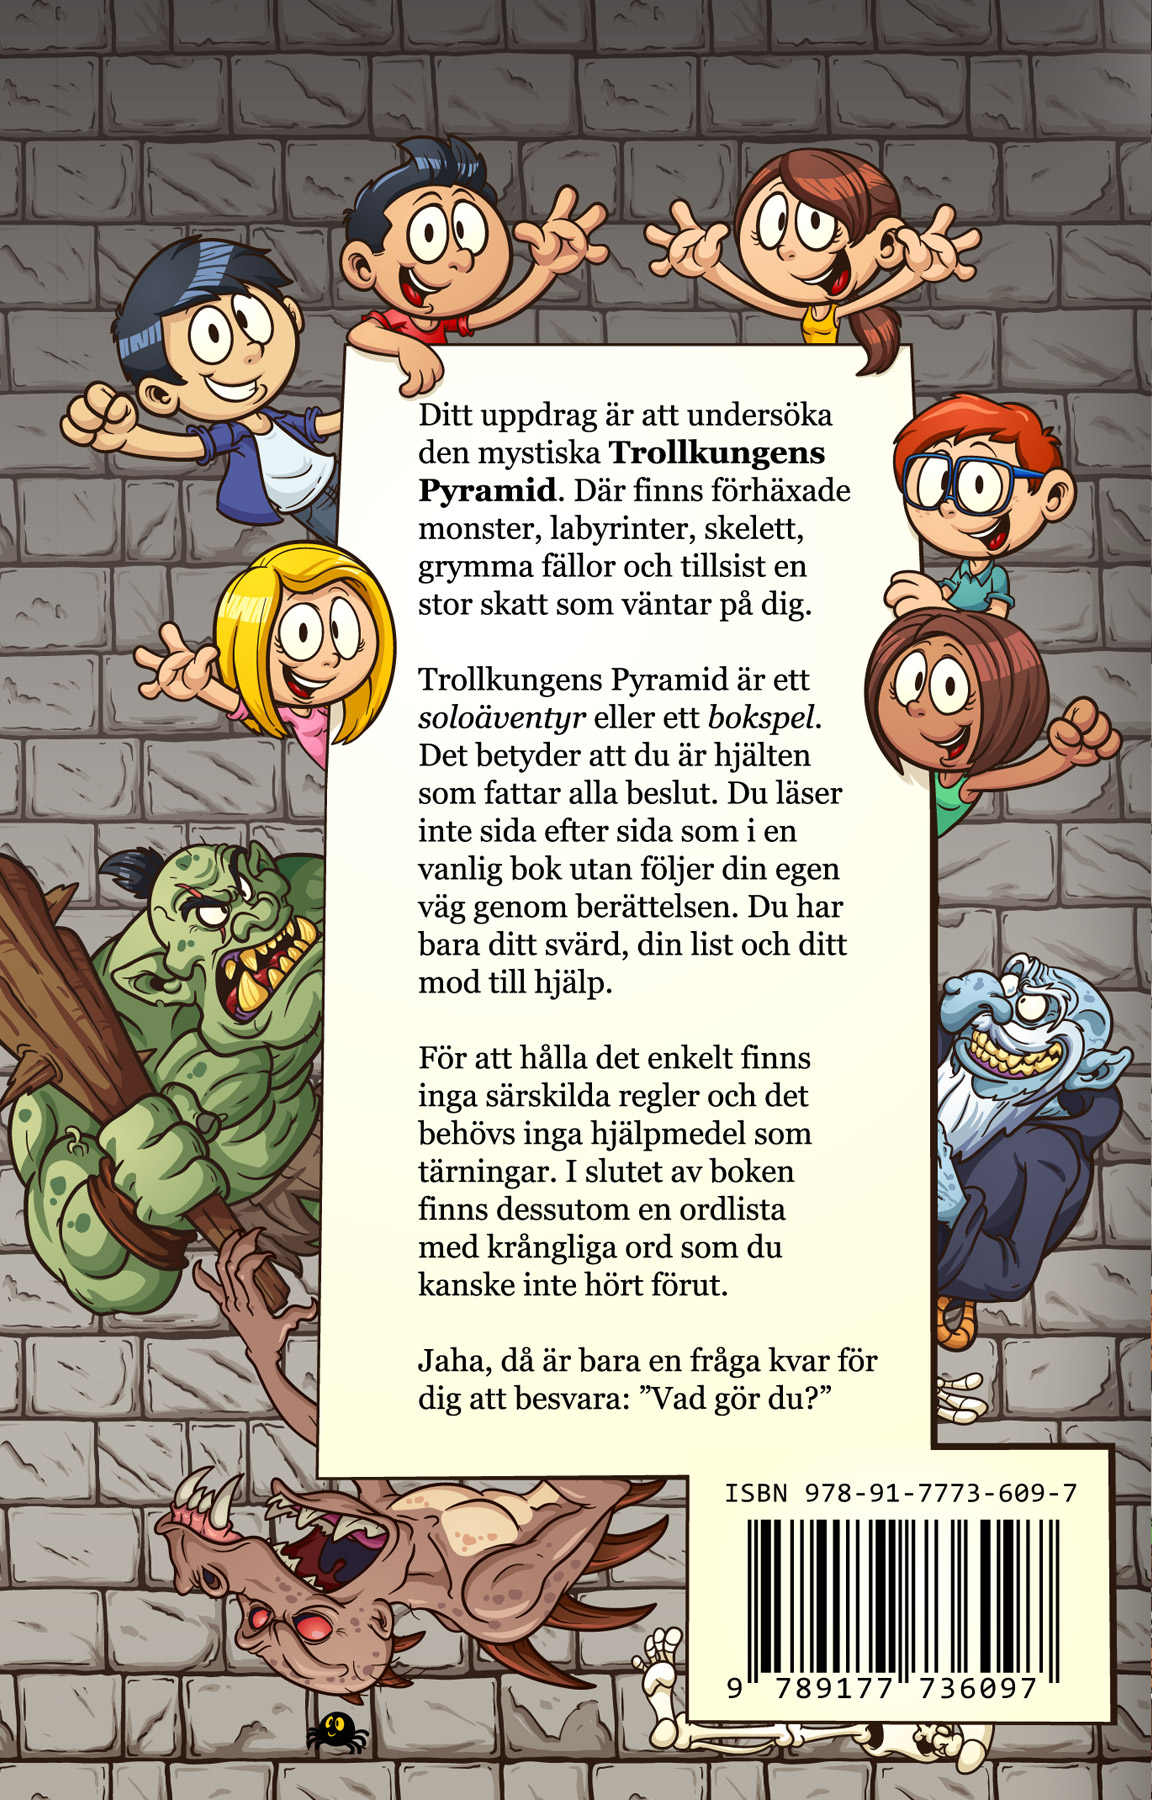 Ditt uppdrag är att undersöka
den mystiska Trollkungens
Pyramid. Där finns förhäxade
monster, labyrinter, skelett,
grymma fällor och tillsist en
stor skatt som väntar på dig.
Trollkungens Pyramid är ett
soloäventyr eller ett bokspel.
Det betyder att du är hjälten
som fattar alla beslut. Du läser
inte sida efter sida som i en
vanlig bok utan följer din egen
väg genom berättelsen. Du har
bara ditt svärd, din list och ditt
mod till hjälp.
För att hålla det enkelt finns
inga särskilda regler och det
behövs inga hjälpmedel som
tärningar. I slutet av boken
finns dessutom en ordlista
med krångliga ord som du
kanske inte hört förut.
Jaha, då är bara en fråga kvar för
dig att besvara: ”Vad gör du?”
ISBN 978-91-7773-609-7
9 789177 736097